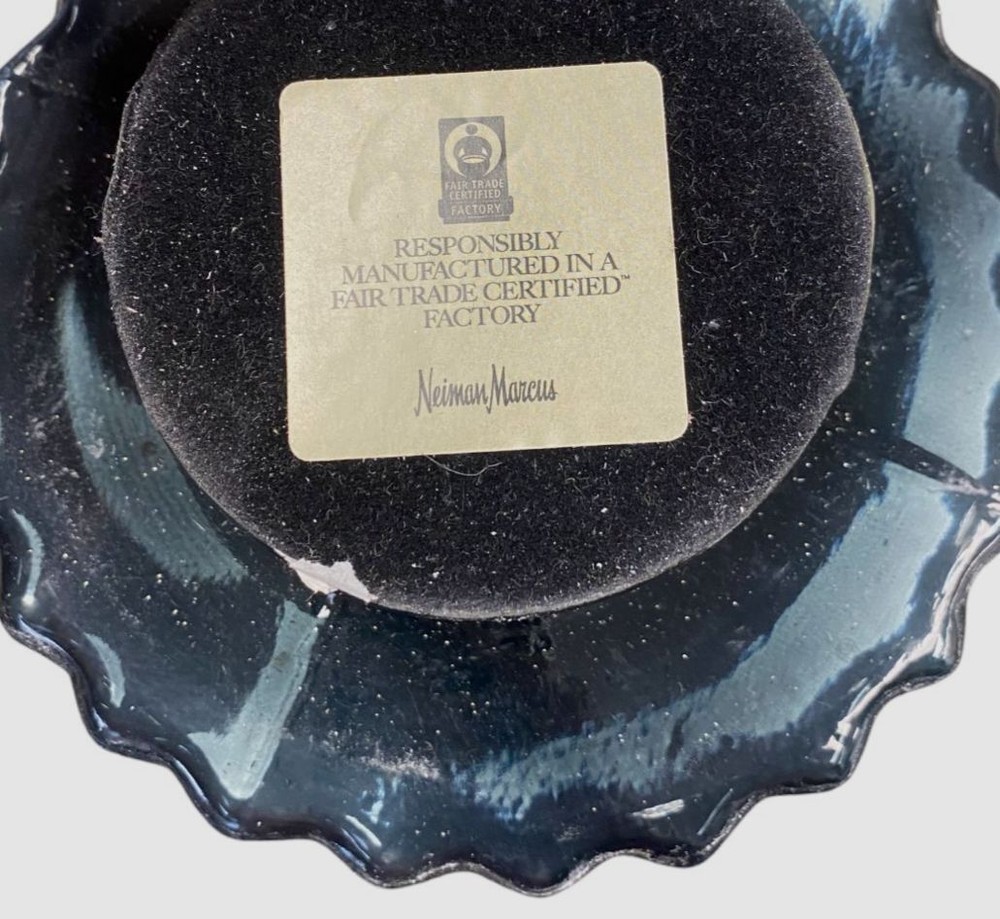 FAIR TRADE
CERTIFIED
FACTORY
RESPONSIBLY
MANUFACTURED IN A
FAIR TRADE CERTIFIED™
FACTORY
Neiman Marcus